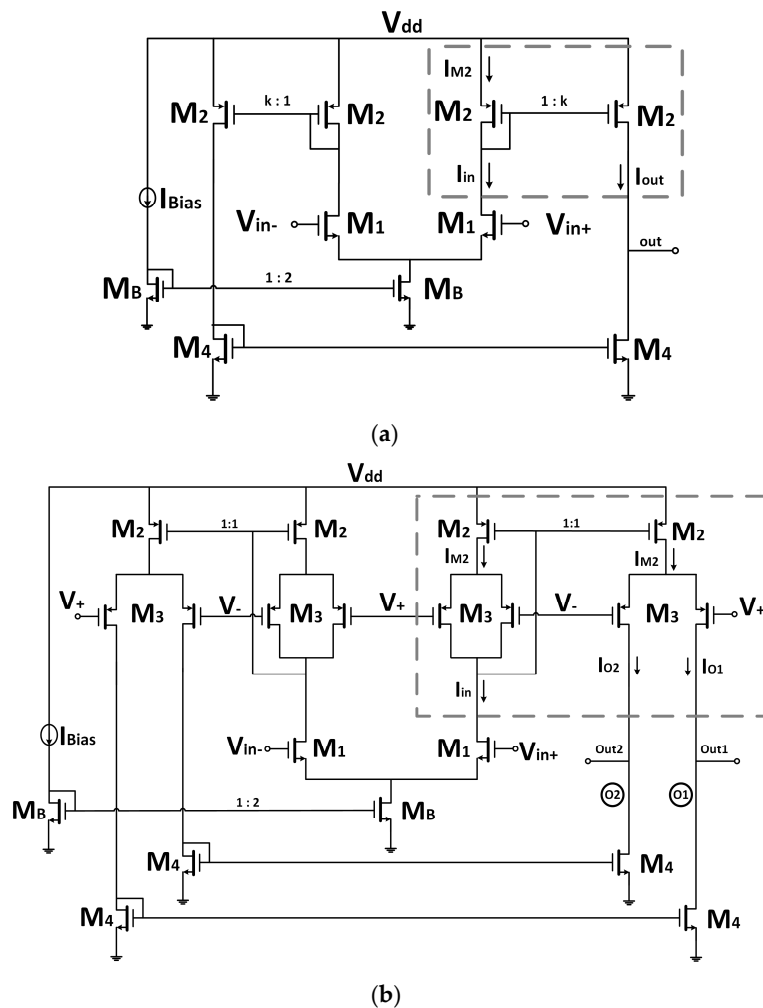 Vdd
IM2
k : 1
1 : k
M2
M2
M2
M2
Iin
Iout
IBias
Vin-
M1
M1
Vin+
out
MB
1 : 2
MB
M4
M4
(a)
Vdd
M2
1:1
M2
M2
1:1
M2
IM2
IM2
V+
M3
V-
M3
V+
M3
V-
M3
V+
IO2
IO1
Iin
IBias
Vin-
M1
M1
Vin+
Out2
Out1
O2
O1
MB
1 : 2
MB
M4
M4
M4
M4
(b)